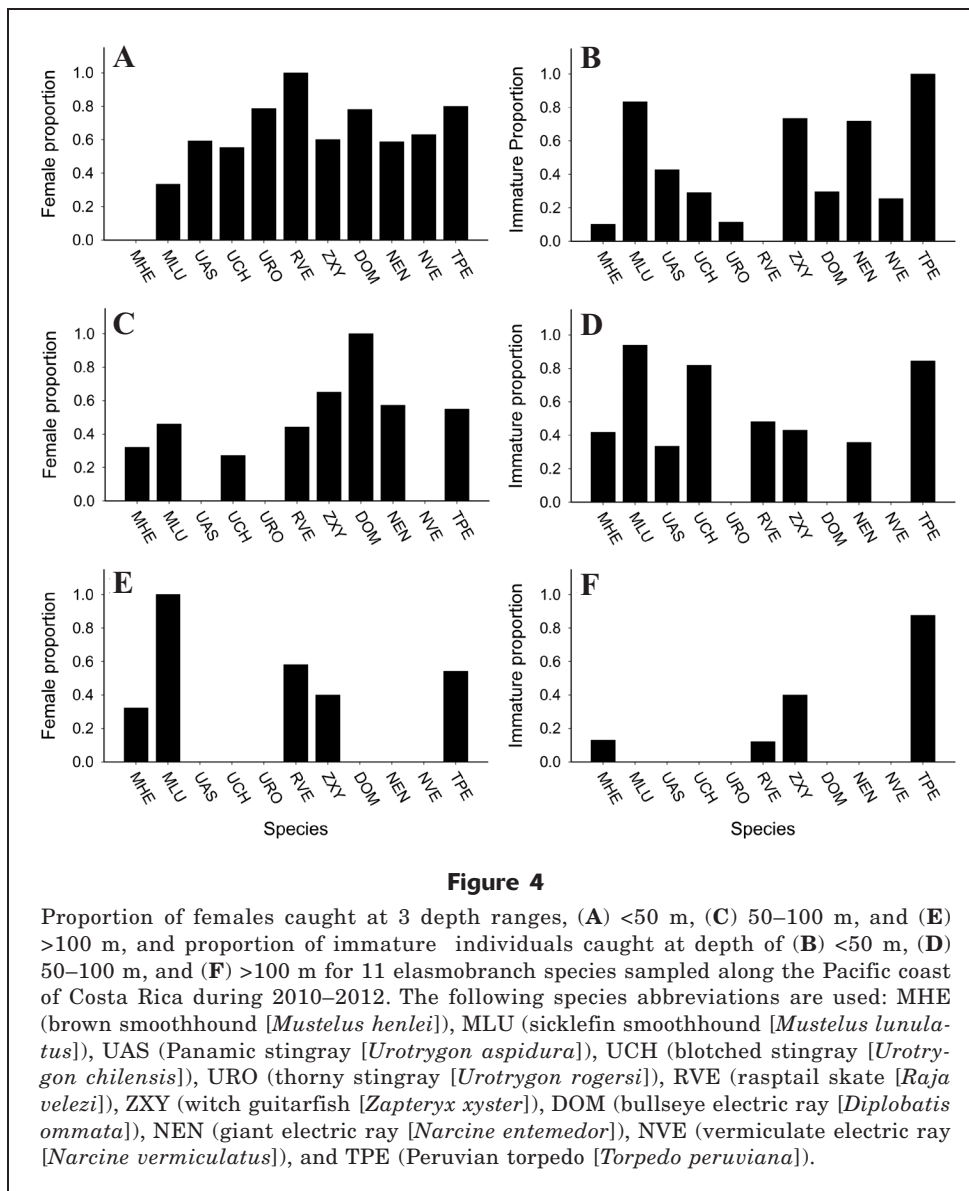 A
Female proportion
1.0
0.8
0.6
0.4
0.2
0.0
MHE
MLU
UAS
UCH
URO
RVE
ZXY
DOM
NEN
NVE
TPE
B
Immature Proportion
1.0
0.8
0.6
0.4
0.2
0.0
MHE
MLU
UAS
UCH
URO
RVE
ZXY
DOM
NEN
NVE
TPE
C
Female proportion
1.0
0.8
0.6
0.4
0.2
0.0
MHE
MLU
UAS
UCH
URO
RVE
ZXY
DOM
NEN
NVE
TPE
D
Immature proportion
1.0
0.8
0.6
0.4
0.2
0.0
MHE
MLU
UAS
UCH
URO
RVE
ZXY
DOM
NEN
NVE
TPE
E
Female proportion
1.0
0.8
0.6
0.4
0.2
0.0
MHE
MLU
UAS
UCH
URO
RVE
ZXY
DOM
NEN
NVE
TPE
Species
F
Immature proportion
1.0
0.8
0.6
0.4
0.2
0.0
MHE
MLU
UAS
UCH
URO
RVE
ZXY
DOM
NEN
NVE
TPE
Species
Figure 4
Proportion of females caught at 3 depth ranges, (A) <50 m, (C) 50–100 m, and (E)
>100 m, and proportion of immature individuals caught at depth of (B) <50 m, (D)
50–100 m, and (F) >100 m for 11 elasmobranch species sampled along the Pacific coast
of Costa Rica during 2010–2012. The following species abbreviations are used: MHE
(brown smoothhound [Mustelus henlei]), MLU (sicklefin smoothhound [Mustelus lunula-
tus]), UAS (Panamic stingray [Urotrygon aspidura]), UCH (blotched stingray [Urotry-
gon chilensis]), URO (thorny stingray [Urotrygon rogersi]), RVE (rasptail skate [Raja
velezi]), ZXY (witch guitarfish [Zapteryx xyster]), DOM (bullseye electric ray [Diplobatis
ommata]), NEN (giant electric ray [Narcine entemedor]), NVE (vermiculate electric ray
[Narcine vermiculatus]), and TPE (Peruvian torpedo [Torpedo peruviana]).